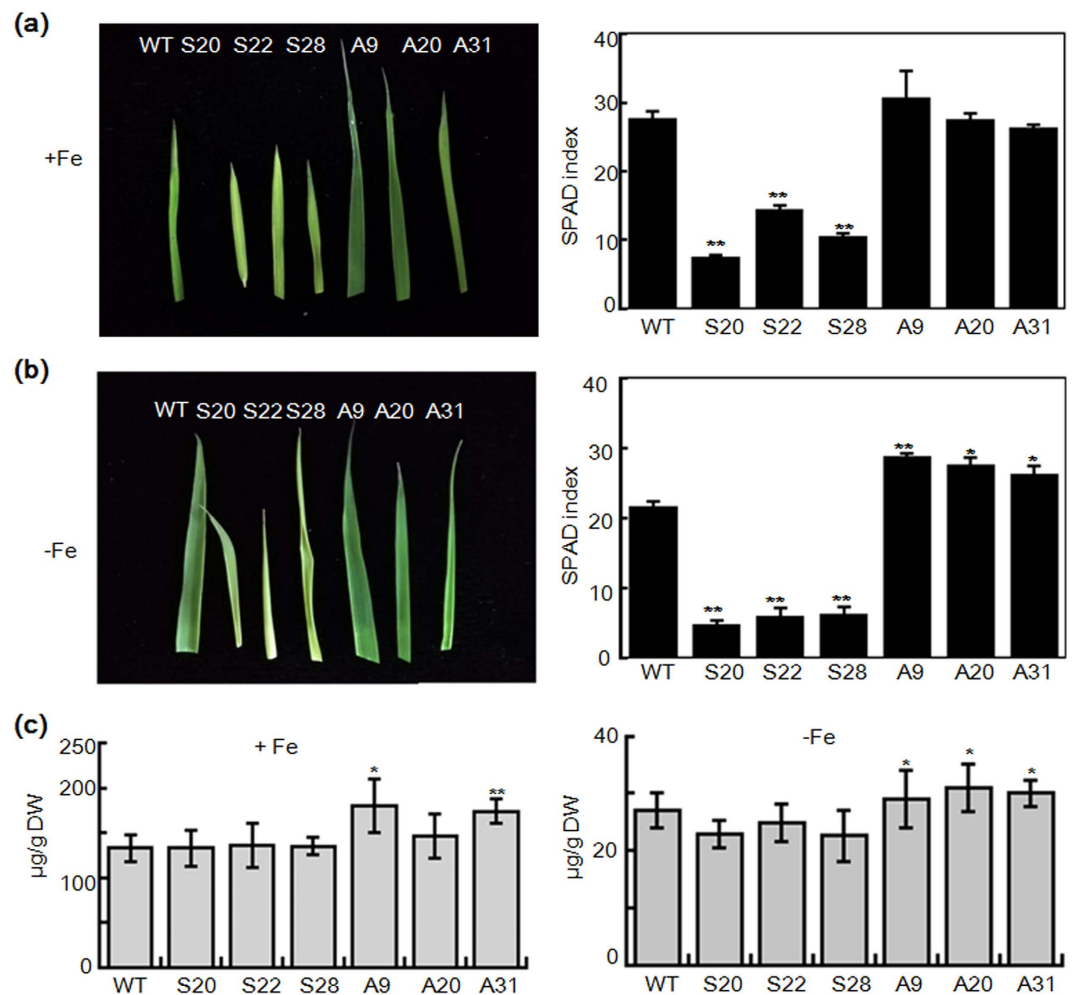 (a)
WT S20 S22 S28 A9 A20 A31
+Fe
40
30
20
10
0
SPAD index
** ** **
WT S20 S22 S28 A9 A20 A31
(b)
WT S20 S22 S28 A9 A20 A31
-Fe
40
30
20
10
0
SPAD index
** ** ** ** * *
WT S20 S22 S28 A9 A20 A31
(c)
+ Fe
250
200
100
0
µg/g DW
* **
WT S20 S22 S28 A9 A20 A31
-Fe
40
20
0
µg/g DW
* * *
WT S20 S22 S28 A9 A20 A31